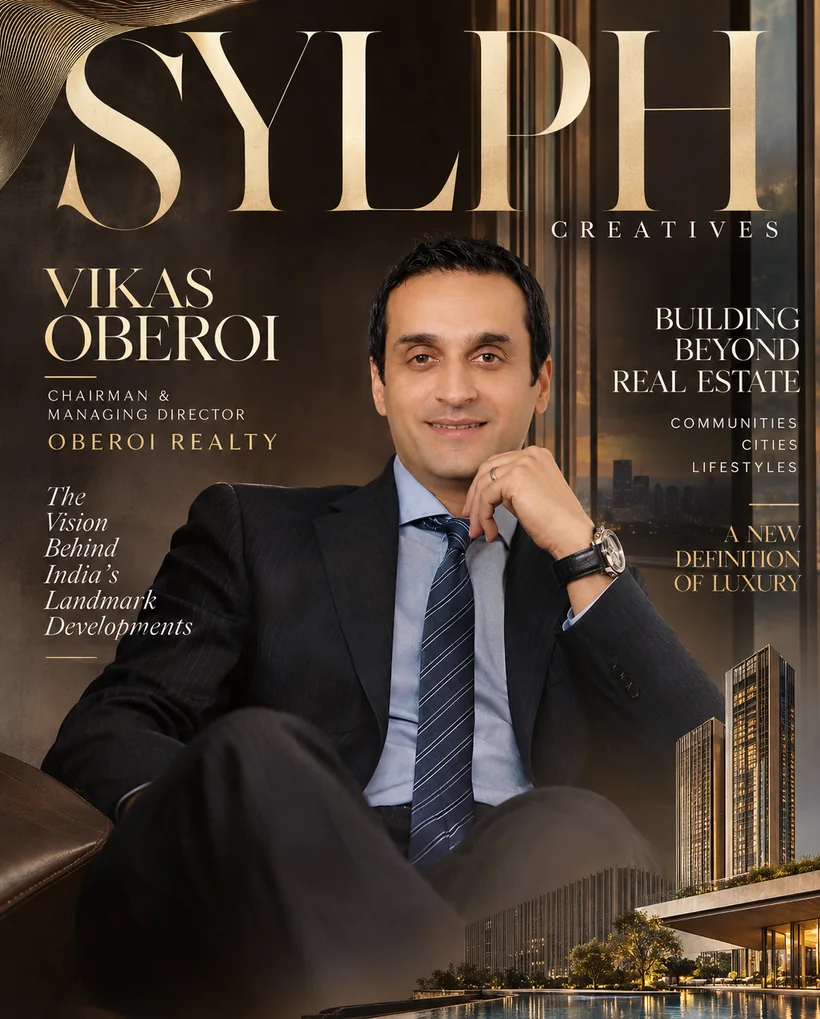 SYLPH
CREATIVES
VIKAS
OBEROI
CHAIRMAN &
MANAGING DIRECTOR
OBEROI REALTY
The
Vision
Behind
India's
Landmark
Developments
BUILDING
BEYOND
REAL ESTATE
COMMUNITIES
CITIES
LIFESTYLES
A NEW
DEFINITION
OF LUXURY